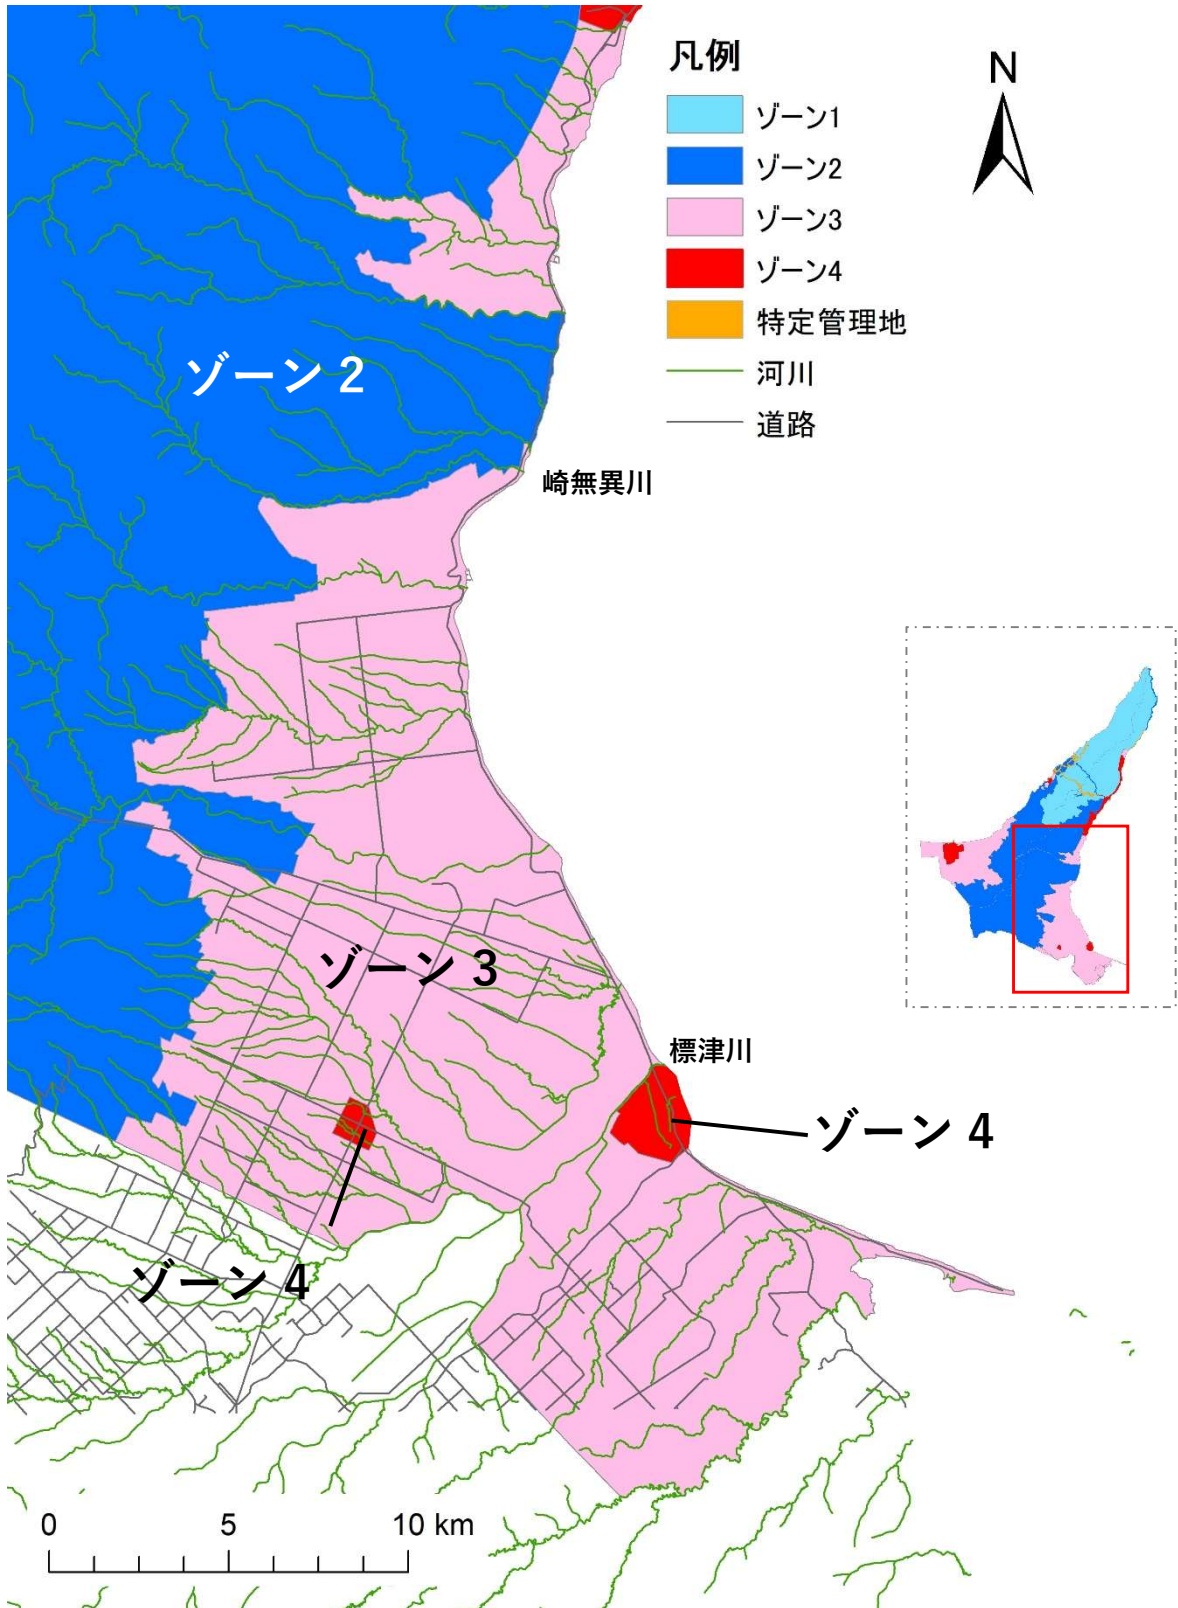 凡例
N
ゾーン1
ゾーン2
ゾーン3
ゾーン4
特定管理地
河川
道路
ゾーン 2
崎無異川
ゾーン 3
標津川
ゾーン 4
ゾーン 4
0 5 10 km